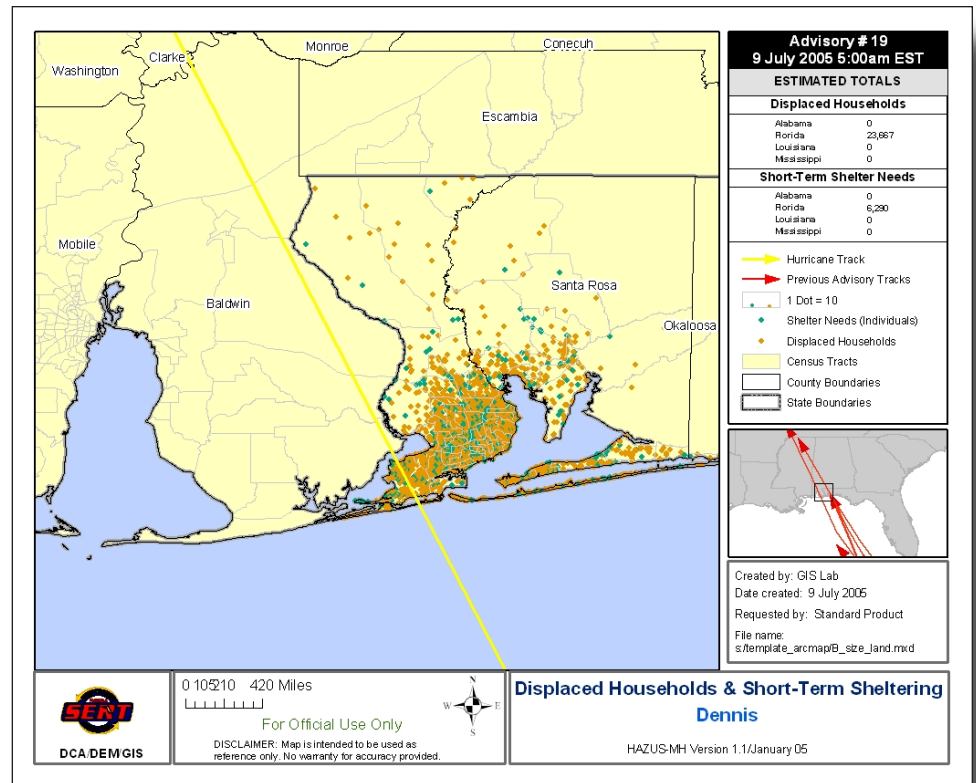 Washington
Clarke
Monroe
Conecuh
Escambia
Mobile
Baldwin
Santa Rosa
Okaloosa
Advisory # 19
9 July 2005 5:00am EST
ESTIMATED TOTALS
Displaced Households
Alabama 0
Florida 23,667
Louisiana 0
Mississippi 0
Short-Term Shelter Needs
Alabama 0
Florida 6,290
Louisiana 0
Mississippi 0
Hurricane Track
Previous Advisory Tracks
1 Dot = 10
Shelter Needs (Individuals)
Displaced Households
Census Tracts
County Boundaries
State Boundaries
Created by: GIS Lab
Date created: 9 July 2005
Requested by: Standard Product
File name:
s:/template_arcmap/B_size_land.mxd
SERT
DCA/DEM/GIS
0 105210 420 Miles
For Official Use Only
DISCLAIMER: Map is intended to be used as
reference only. No warranty for accuracy provided.
N
W E
S
Displaced Households & Short-Term Sheltering
Dennis
HAZUS-MH Version 1.1/January 05